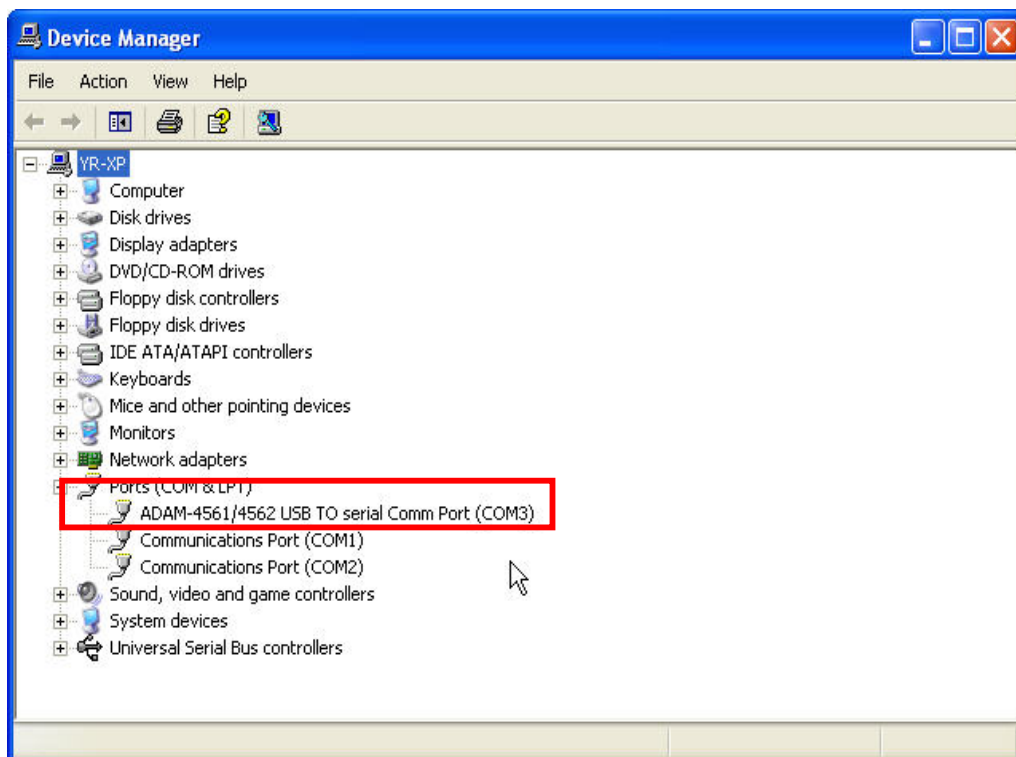 Device Manager
File Action View Help
YR-XP
Computer
Disk drives
Display adapters
DVD/CD-ROM drives
Floppy disk controllers
Floppy disk drives
IDE ATA/ATAPI controllers
Keyboards
Mice and other pointing devices
Monitors
Network adapters
Ports (COM & LPT)
ADAM-4561/4562 USB TO serial Comm Port (COM3)
Communications Port (COM1)
Communications Port (COM2)
Sound, video and game controllers
System devices
Universal Serial Bus controllers